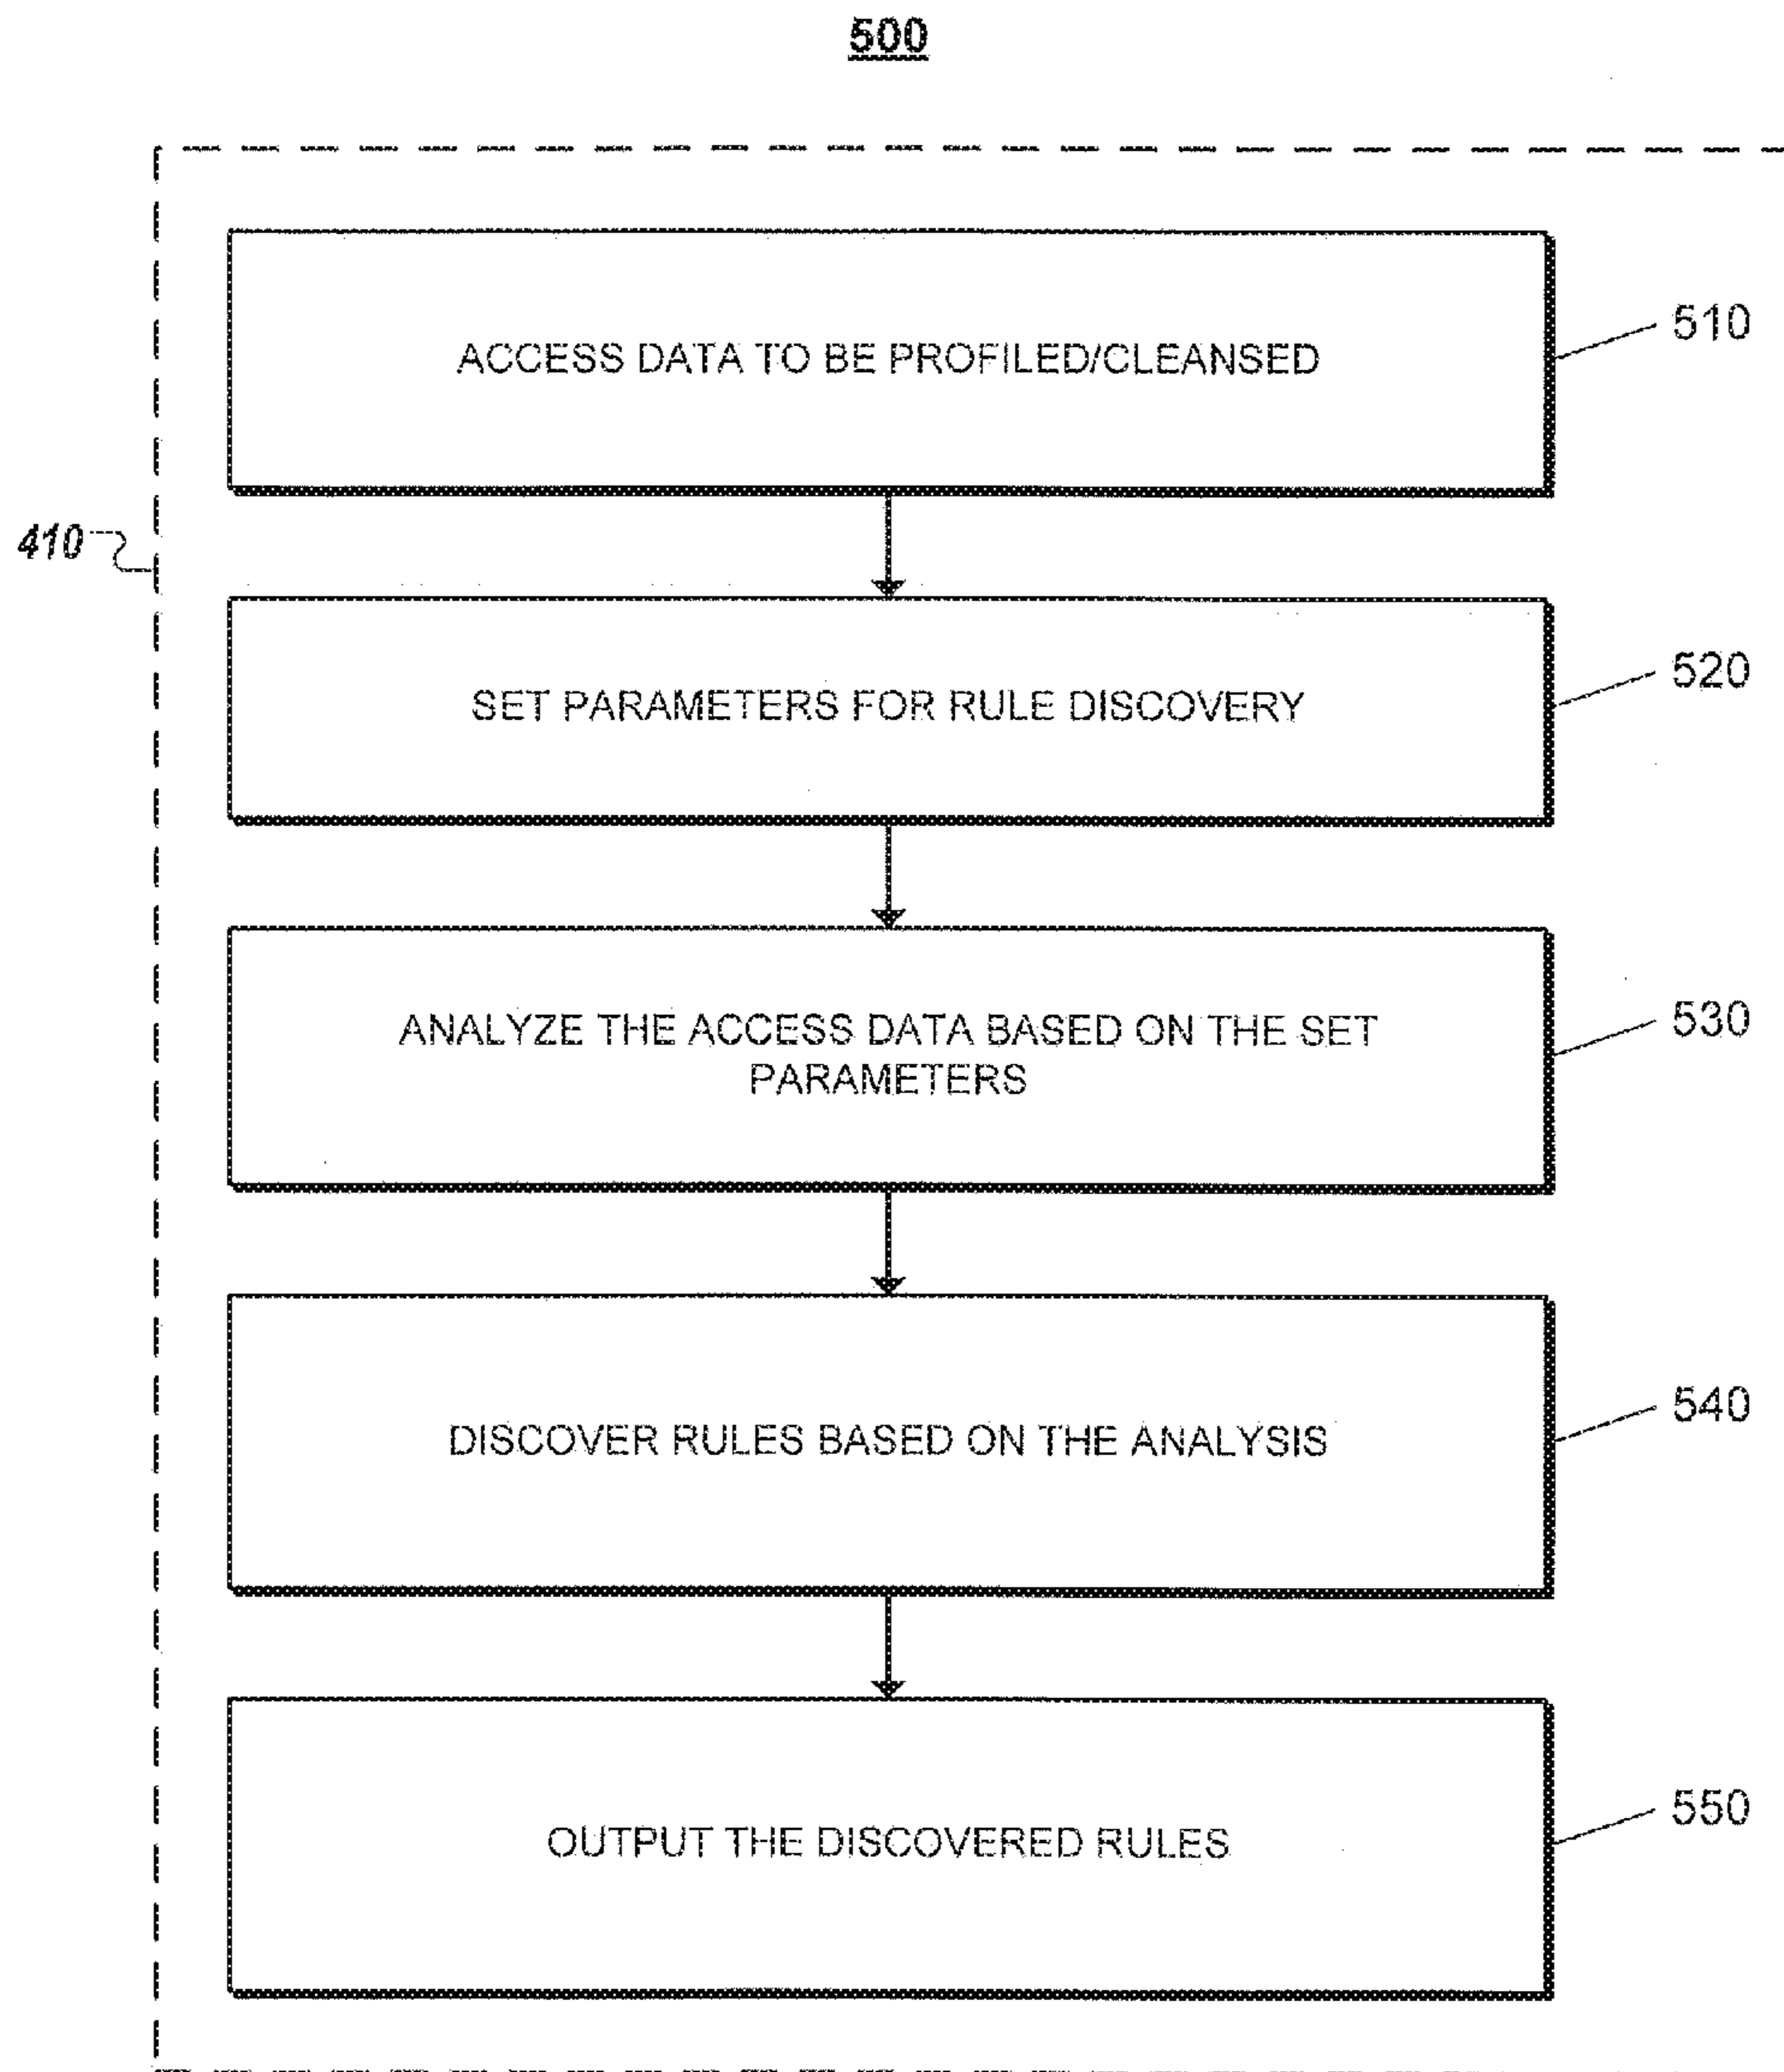 500
ACCESS DATA TO BE PROFILED/CLEANSED
510
410
SET PARAMETERS FOR RULE DISCOVERY
520
ANALYZE THE ACCESS DATA BASED ON THE SET
PARAMETERS
530
DISCOVER RULES BASED ON THE ANALYSIS
540
OUTPUT THE DISCOVERED RULES
550